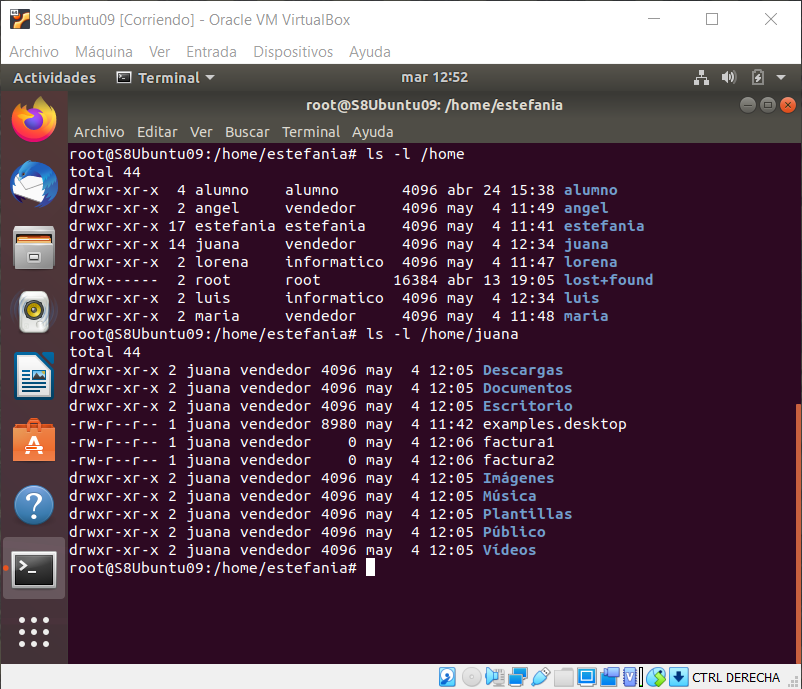 S8Ubuntu09 [Corriendo] - Oracle VM VirtualBox
Archivo Máquina Ver Entrada Dispositivos Ayuda
Actividades Terminal mar 12:52
root@S8Ubuntu09: /home/estefania
Archivo Editar Ver Buscar Terminal Ayuda
root@S8Ubuntu09:/home/estefania# ls -l /home
total 44
drwxr-xr-x  4 alumno    alumno       4096 abr 24 15:38 alumno
drwxr-xr-x  2 angel     vendedor     4096 may  4 11:49 angel
drwxr-xr-x 17 estefania estefania    4096 may  4 11:41 estefania
drwxr-xr-x 14 juana     vendedor     4096 may  4 12:34 juana
drwxr-xr-x  2 lorena    informatico  4096 may  4 11:47 lorena
drwx------  2 root      root        16384 abr 13 19:05 lost+found
drwxr-xr-x  2 luis      informatico  4096 may  4 12:34 luis
drwxr-xr-x  2 maria     vendedor     4096 may  4 11:48 maria
root@S8Ubuntu09:/home/estefania# ls -l /home/juana
total 44
drwxr-xr-x 2 juana vendedor 4096 may  4 12:05 Descargas
drwxr-xr-x 2 juana vendedor 4096 may  4 12:05 Documentos
drwxr-xr-x 2 juana vendedor 4096 may  4 12:05 Escritorio
-rw-r--r-- 1 juana vendedor 8980 may  4 11:42 examples.desktop
-rw-r--r-- 1 juana vendedor    0 may  4 12:06 factura1
-rw-r--r-- 1 juana vendedor    0 may  4 12:06 factura2
drwxr-xr-x 2 juana vendedor 4096 may  4 12:05 Imágenes
drwxr-xr-x 2 juana vendedor 4096 may  4 12:05 Música
drwxr-xr-x 2 juana vendedor 4096 may  4 12:05 Plantillas
drwxr-xr-x 2 juana vendedor 4096 may  4 12:05 Público
drwxr-xr-x 2 juana vendedor 4096 may  4 12:05 Vídeos
root@S8Ubuntu09:/home/estefania#
CTRL DERECHA